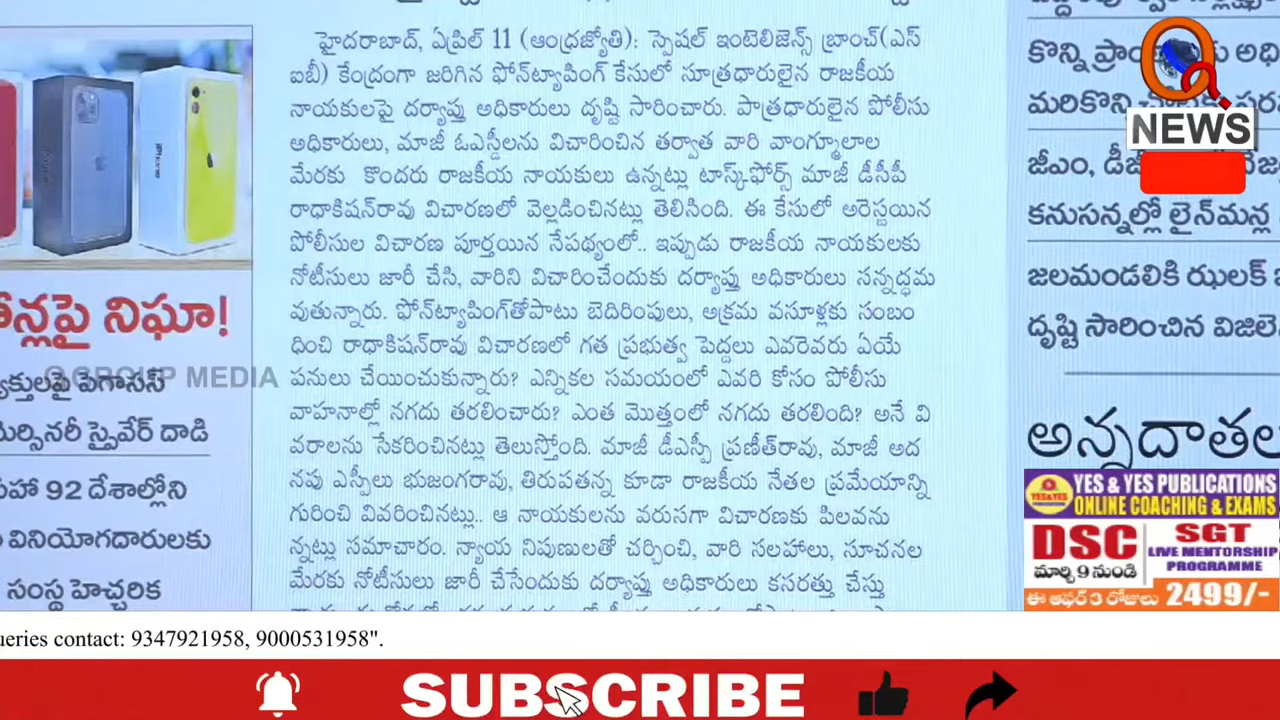 హైదరాబాద్, ఏప్రిల్ 11 (ఆంధ్రజ్యోతి): స్పెషల్ ఇంటెలిజెన్స్ బ్రాంచ్(ఎస్
ఐబీ) కేంద్రంగా జరిగిన ఫోన్‌ట్యాపింగ్ కేసులో సూత్రధారులైన రాజకీయ
నాయకులపై దర్యాప్తు అధికారులు దృష్టి సారించారు. పాత్రధారులైన పోలీసు
అధికారులు, మాజీ ఓఎస్డీలను విచారించిన తర్వాత వారి వాంగ్మూలాల
మేరకు కొందరు రాజకీయ నాయకులు ఉన్నట్లు టాస్క్‌ఫోర్స్ మాజీ డీసీపీ
రాధాకిషన్‌రావు విచారణలో వెల్లడించినట్లు తెలిసింది. ఈ కేసులో అరెస్టయిన
పోలీసుల విచారణ పూర్తయిన నేపథ్యంలో.. ఇప్పుడు రాజకీయ నాయకులకు
నోటీసులు జారీ చేసి, వారిని విచారించేందుకు దర్యాప్తు అధికారులు సన్నద్ధమ
వుతున్నారు. ఫోన్‌ట్యాపింగ్‌తోపాటు బెదిరింపులు, అక్రమ వసూళ్లకు సంబం
ధించి రాధాకిషన్‌రావు విచారణలో గత ప్రభుత్వ పెద్దలు ఎవరెవరు ఏయే
పనులు చేయించుకున్నారు? ఎన్నికల సమయంలో ఎవరి కోసం పోలీసు
వాహనాల్లో నగదు తరలించారు? ఎంత మొత్తంలో నగదు తరలింది? అనే వి
వరాలను సేకరించినట్లు తెలుస్తోంది. మాజీ డీఎస్పీ ప్రణీత్‌రావు, మాజీ అద
నపు ఎస్పీలు భుజంగరావు, తిరుపతన్న కూడా రాజకీయ నేతల ప్రమేయాన్ని
గురించి వివరించినట్లు.. ఆ నాయకులను వరుసగా విచారణకు పిలవను
న్నట్లు సమాచారం. న్యాయ నిపుణులతో చర్చించి, వారి సలహాలు, సూచనల
మేరకు నోటీసులు జారీ చేసేందుకు దర్యాప్తు అధికారులు కసరత్తు చేస్తు
నిఘా!
పెగాసస్
మెర్సినరీ స్పైవేర్ దాడి
92 దేశాల్లోని
వినియోగదారులకు
సంస్థ హెచ్చరిక
GROUP MEDIA
కొన్ని
మరికొన్ని
జీఎం,
కనుసన్నల్లో లైన్‌మన్ల
జలమండలికి ఝలక్
దృష్టి సారించిన
అన్నదాతల
Q
NEWS
YES & YES
YES & YES PUBLICATIONS
ONLINE COACHING & EXAMS
DSC
మార్చి 9 నుండి
SGT
LIVE MENTORSHIP
PROGRAMME
ఈ ఆఫర్ 3 రోజులు 2499/-
ueries contact: 9347921958, 9000531958".
SUBSCRIBE